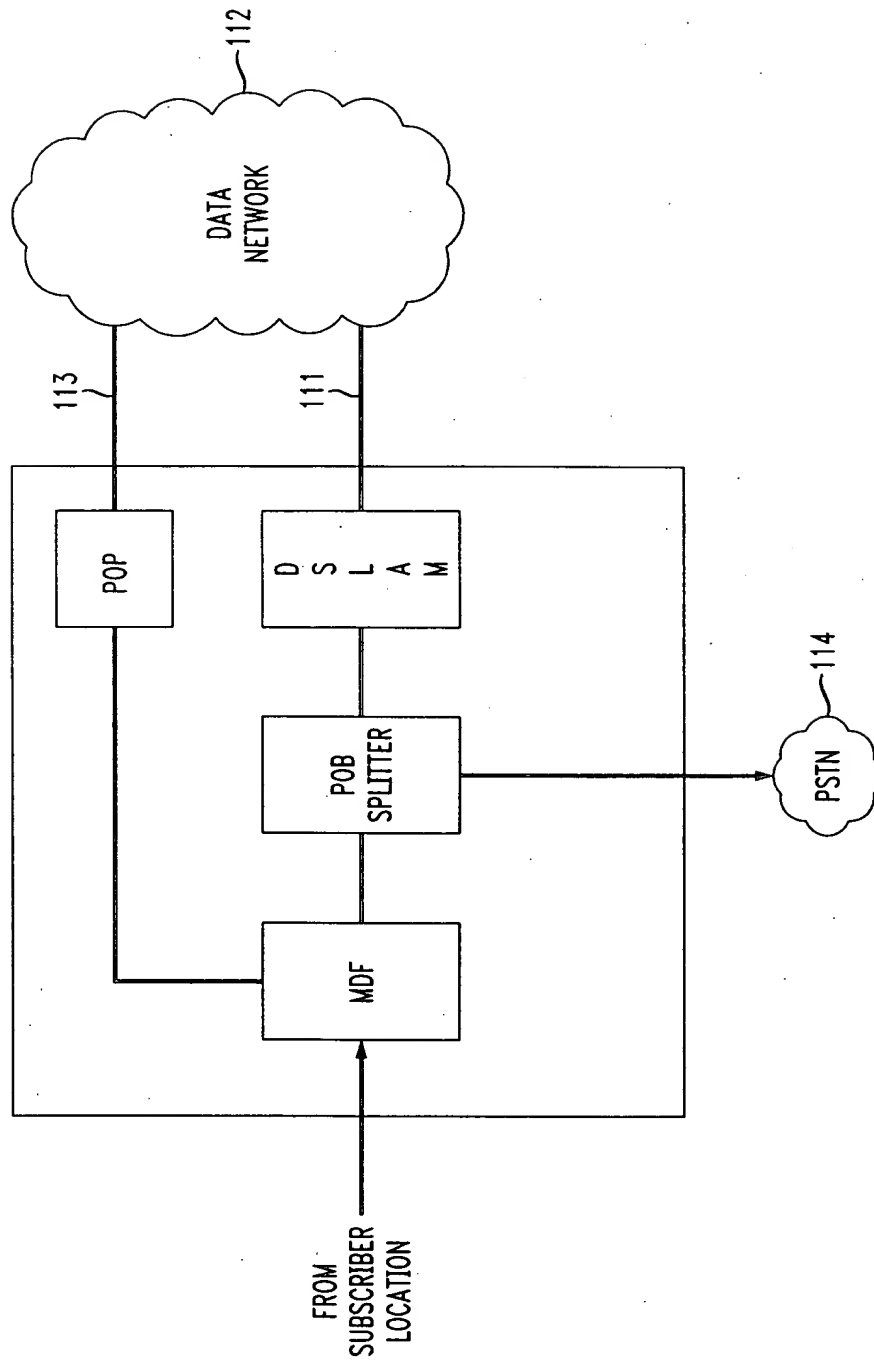 112
DATA
NETWORK
113
111
POP
D
S
L
A
M
POB
SPLITTER
MDF
114
PSTN
FROM
SUBSCRIBER
LOCATION